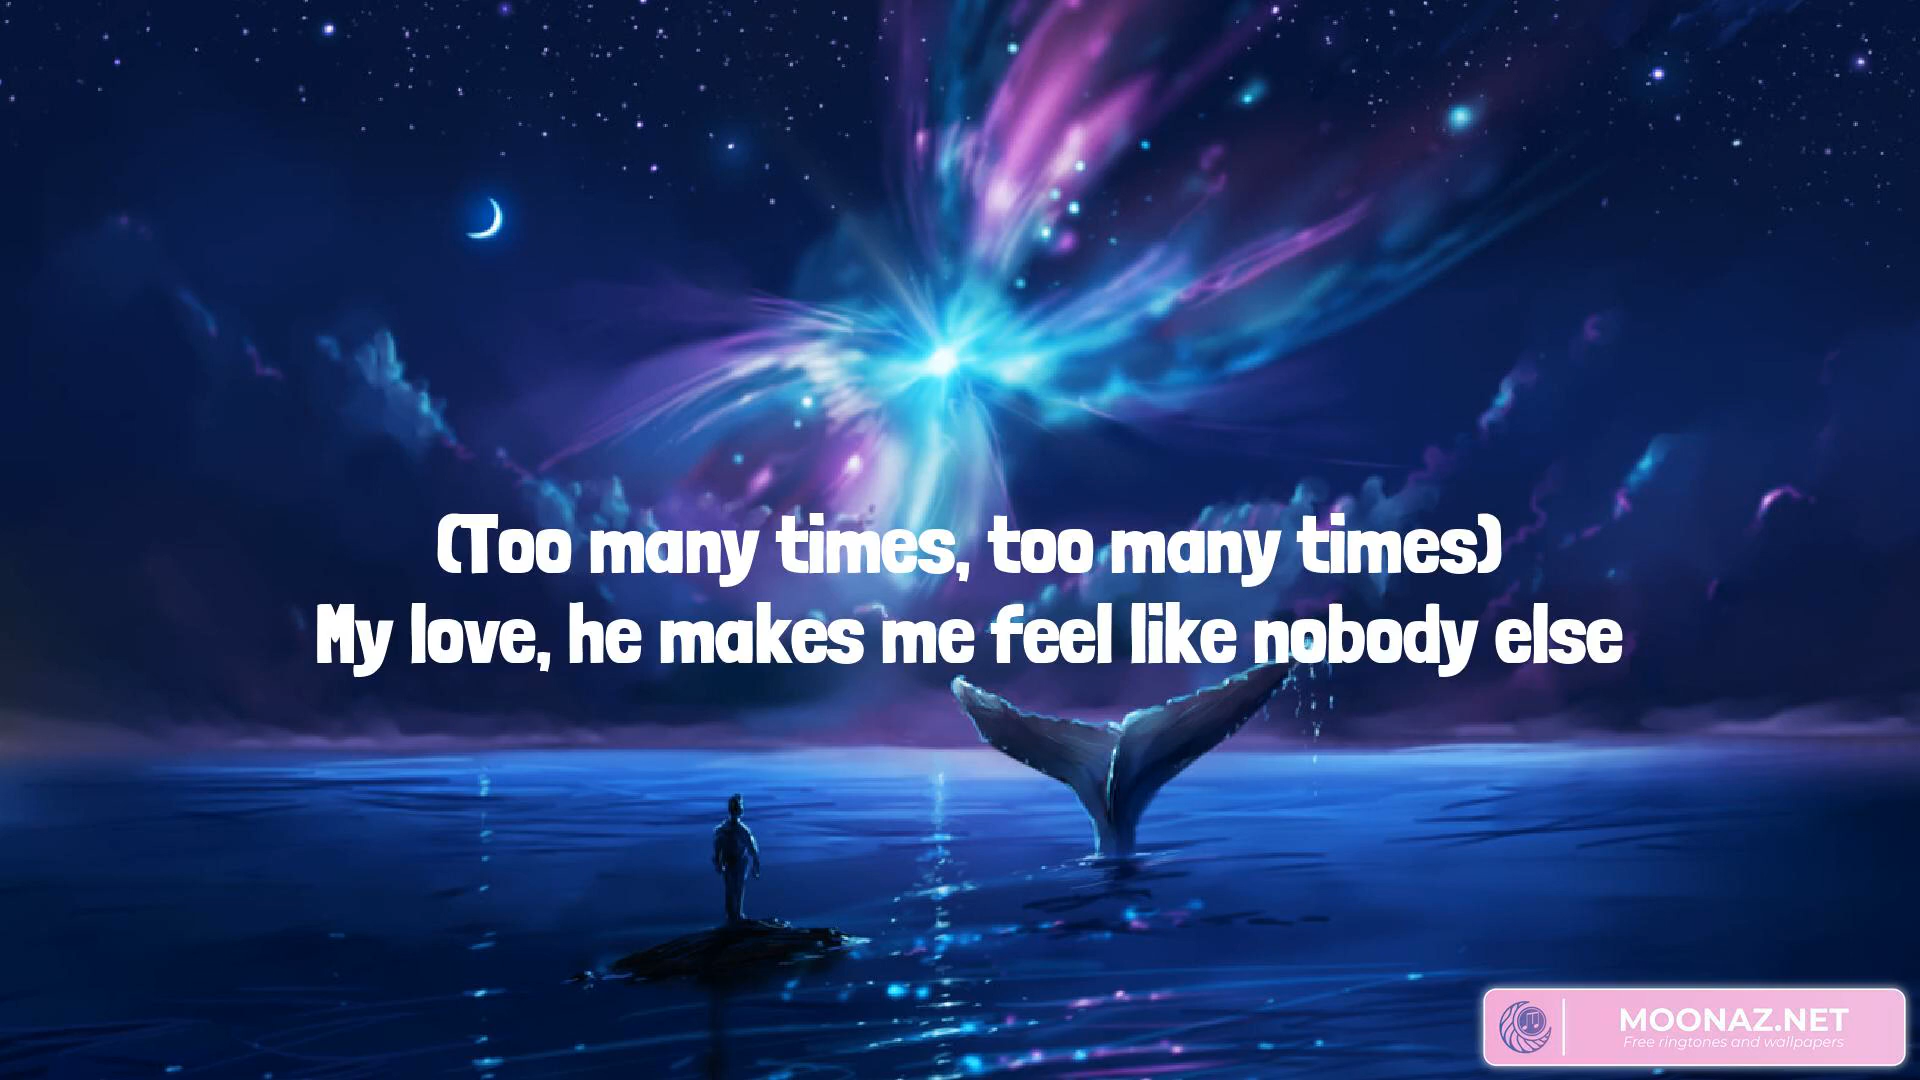 (Too many times, too many times)
My love, he makes me feel like nobody else
MOONAZ.NET
Free ringtones and wallpapers